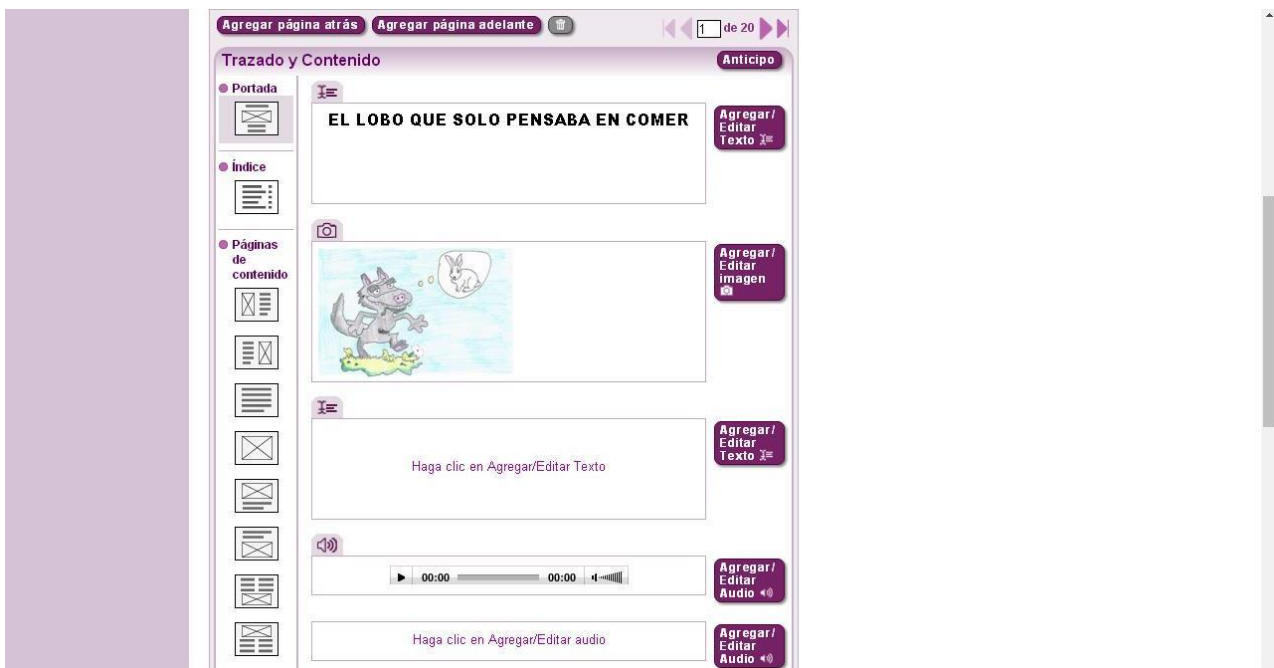 Agregar página atrás Agregar página adelante 1 de 20
Trazado y Contenido Anticipo
Portada
EL LOBO QUE SOLO PENSABA EN COMER
Agregar/
Editar
Texto
Índice
Páginas
de
contenido
Agregar/
Editar
imagen
Haga clic en Agregar/Editar Texto
Agregar/
Editar
Texto
00:00 00:00
Agregar/
Editar
Audio
Haga clic en Agregar/Editar audio
Agregar/
Editar
Audio